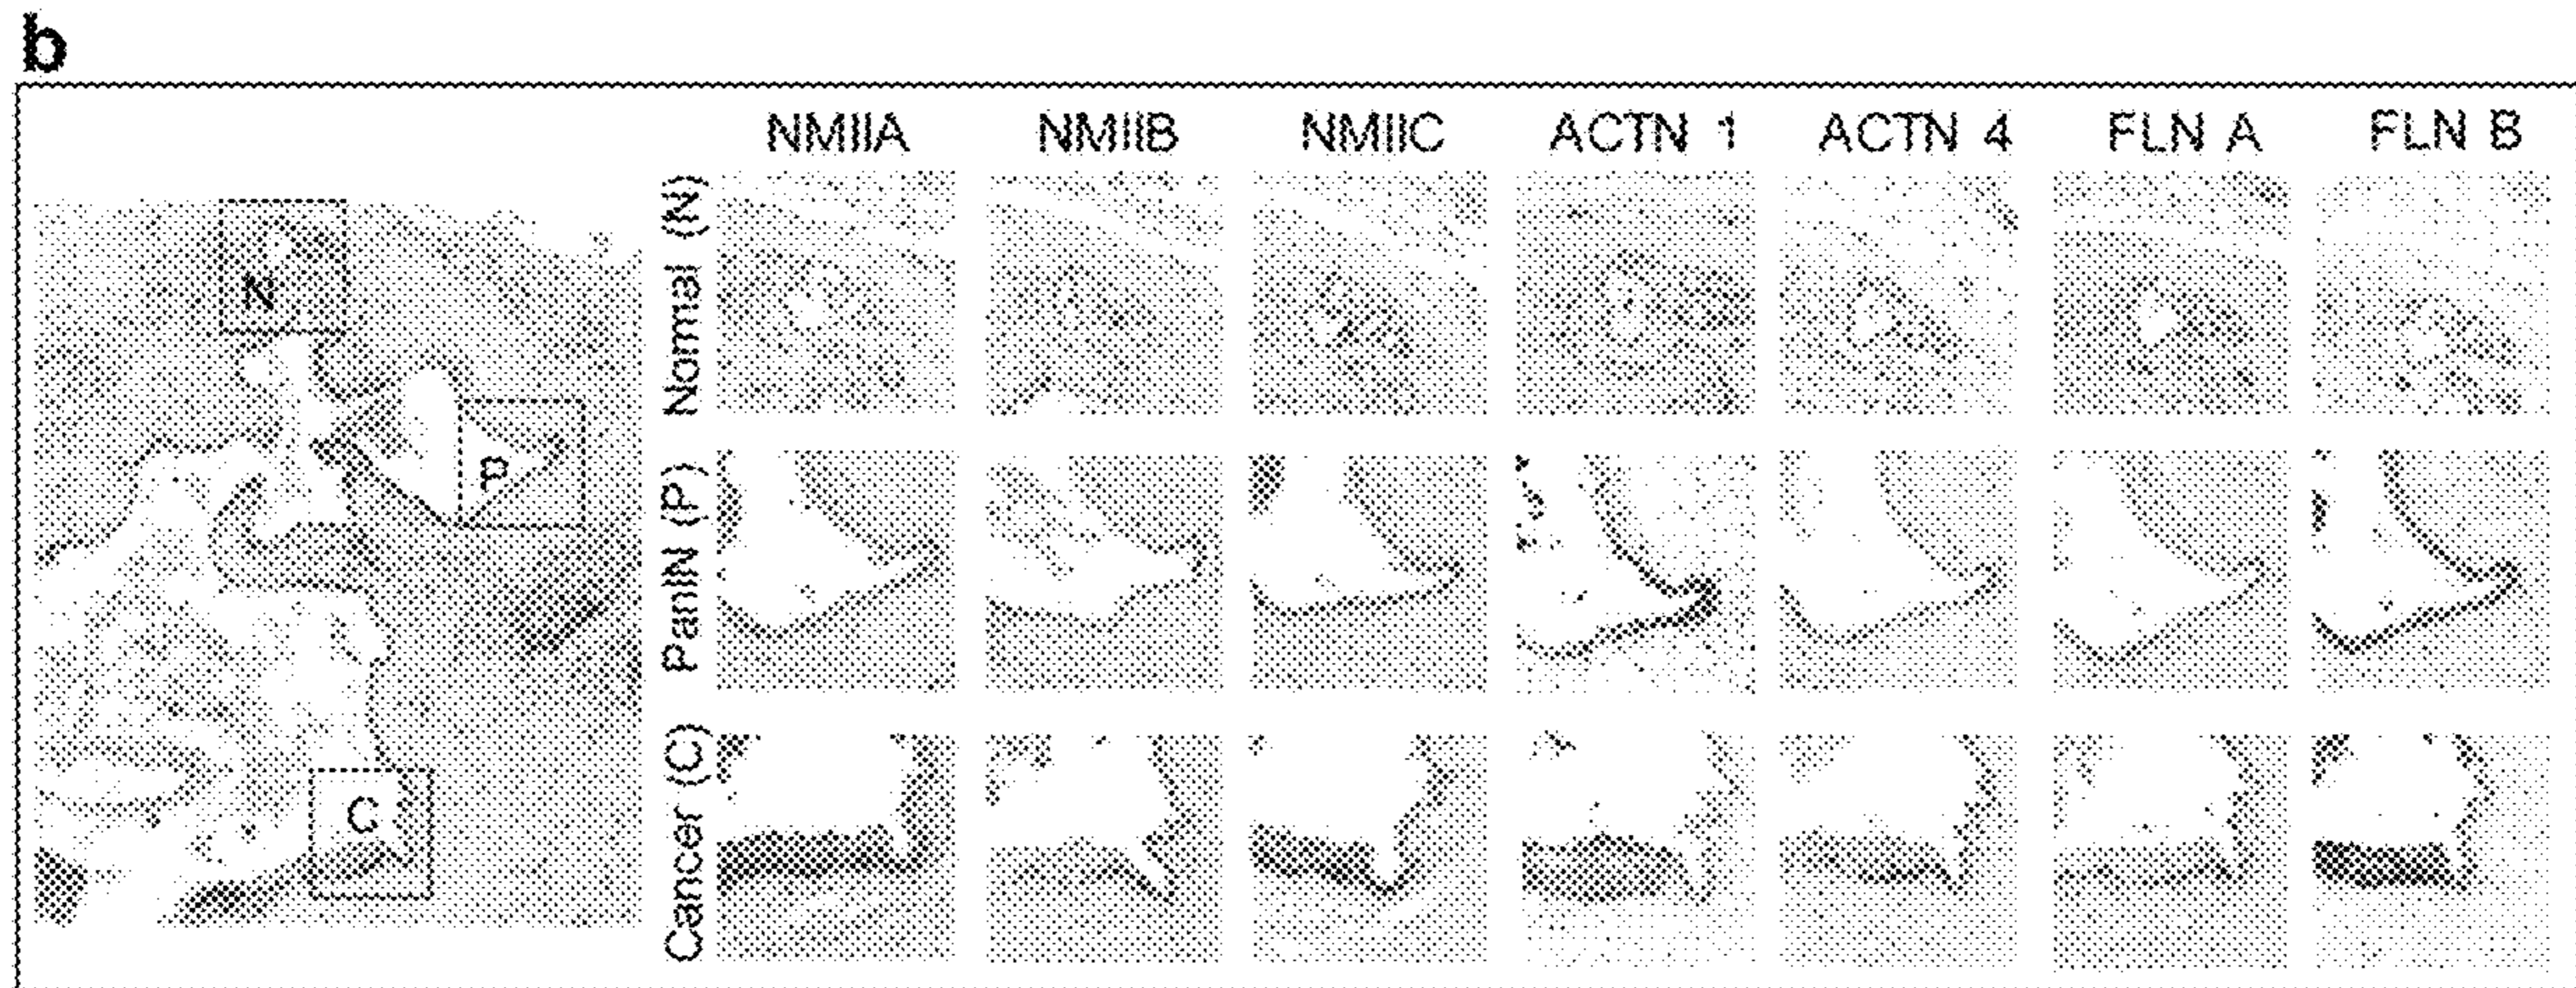 b
NMIIA NMIIB NMIIC ACTN 1 ACTN 4 FLN A FLN B
Normal (N)
PanIN (P)
Cancer (C)
N
P
C